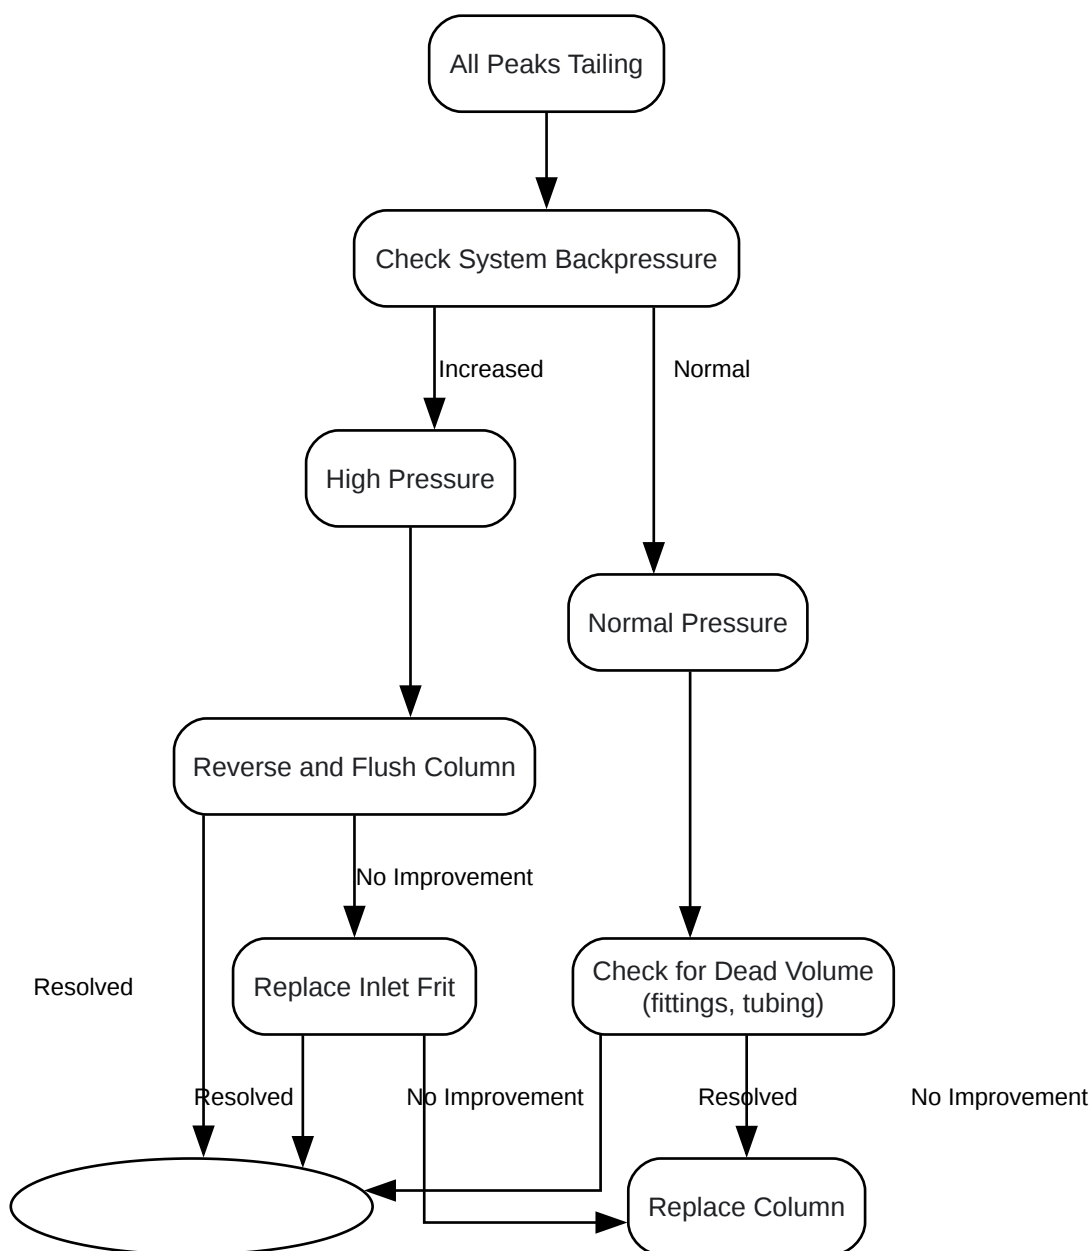 All Peaks Tailing
Check System Backpressure
Increased
Normal
High Pressure
Normal Pressure
Reverse and Flush Column
No Improvement
Resolved
Replace Inlet Frit
Check for Dead Volume
(fittings, tubing)
Resolved
No Improvement
Resolved
No Improvement
Replace Column